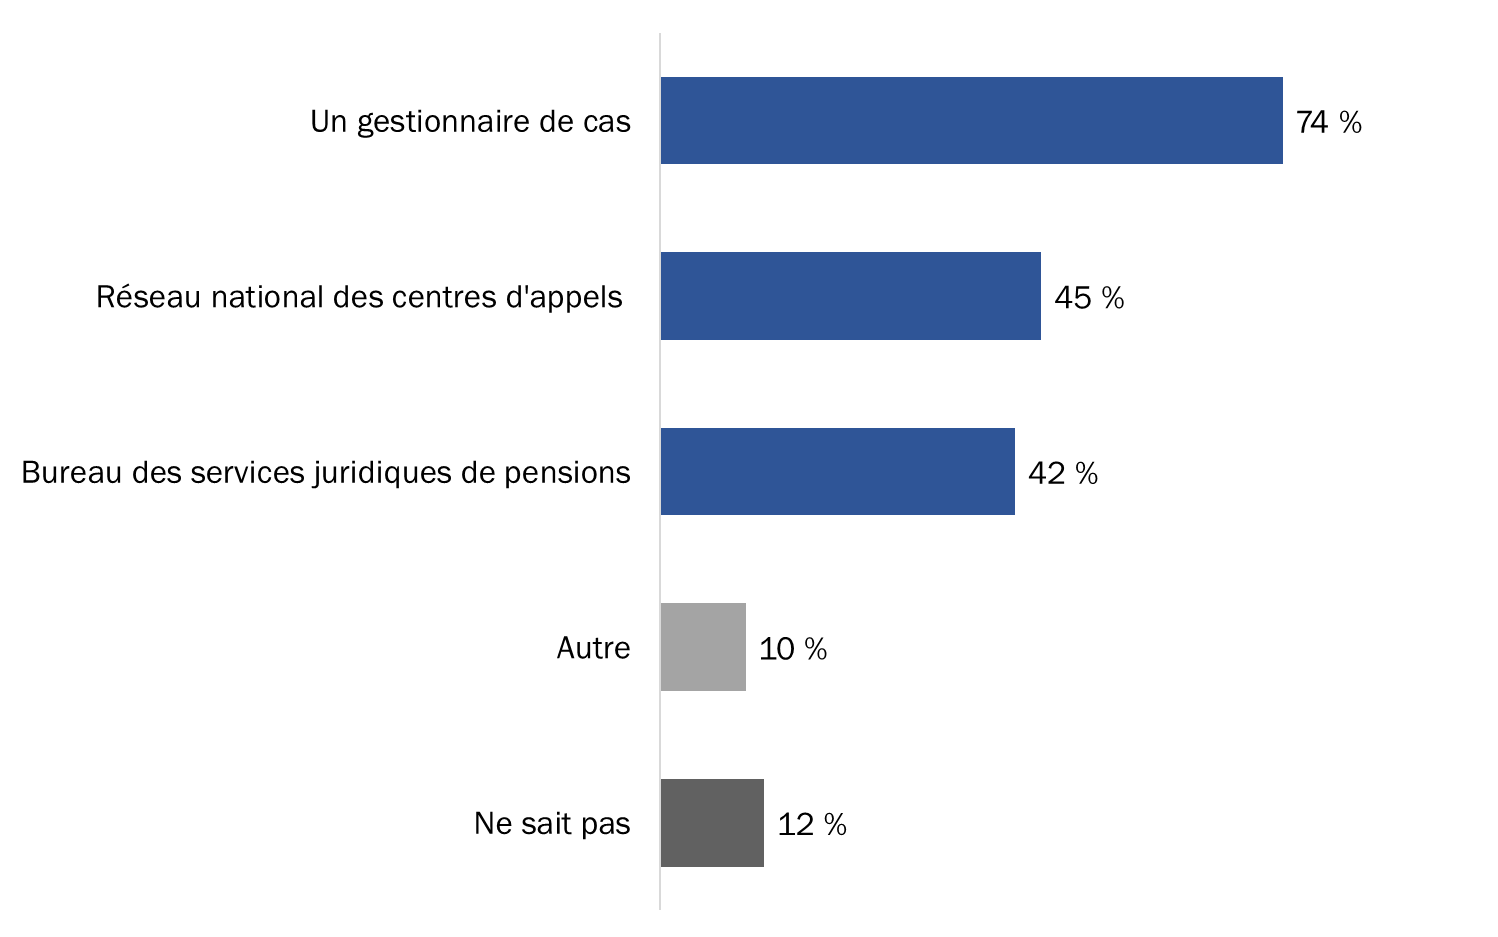 Un gestionnaire de cas 74 %
Réseau national des centres d'appels 45 %
Bureau des services juridiques de pensions 42 %
Autre 10 %
Ne sait pas 12 %